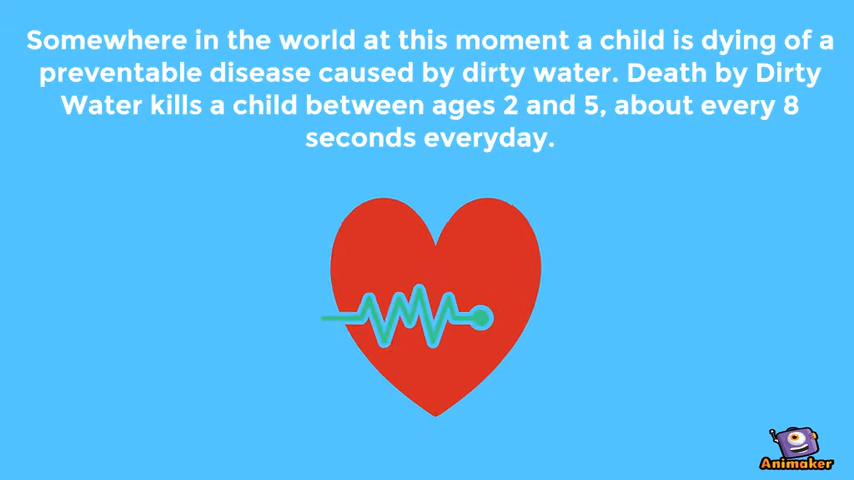 Somewhere in the world at this moment a child is dying of a
preventable disease caused by dirty water. Death by Dirty
Water kills a child between ages 2 and 5, about every 8
seconds everyday.
Animaker